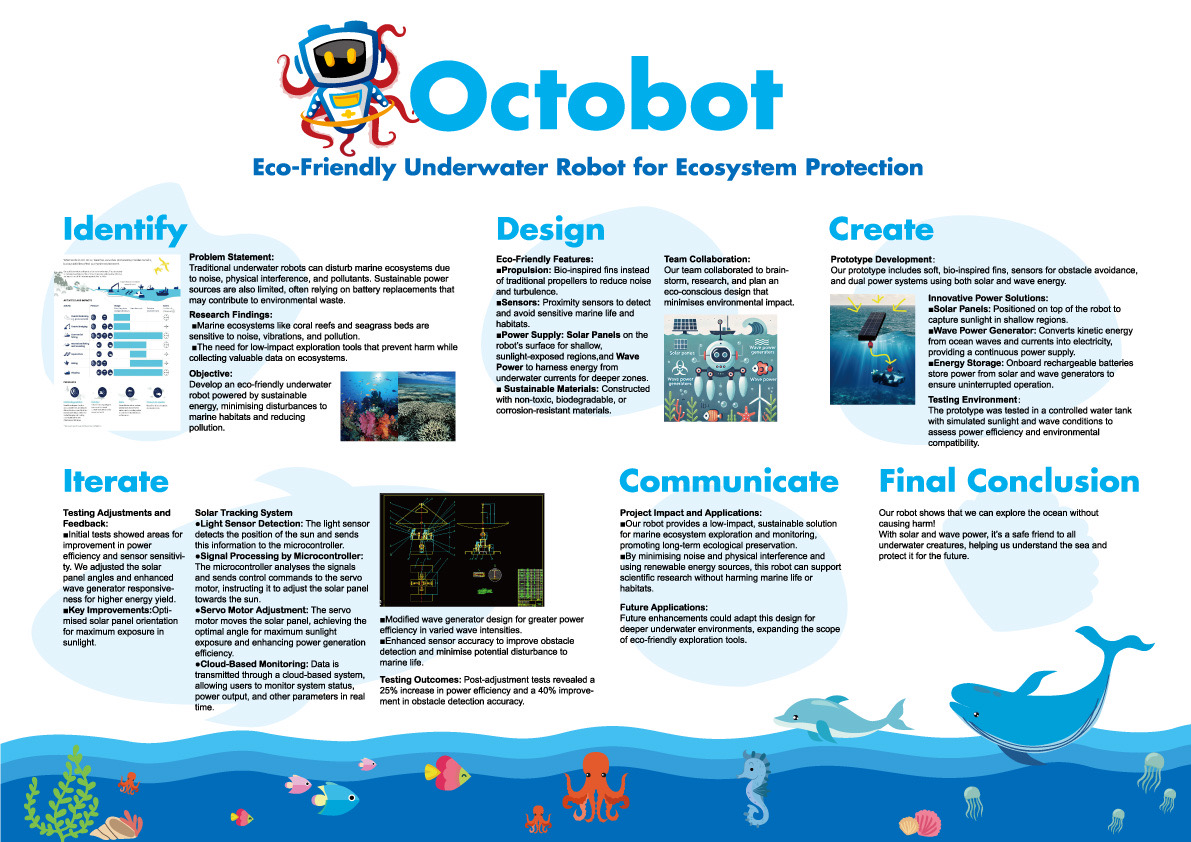 Octobot
Eco-Friendly Underwater Robot for Ecosystem Protection
Identify
Problem Statement:
Traditional underwater robots can disturb marine ecosystems due
to noise, physical interference, and pollutants. Sustainable power
sources are also limited, often relying on battery replacements that
may contribute to environmental waste.
Research Findings:
■Marine ecosystems like coral reefs and seagrass beds are
sensitive to noise, vibrations, and pollution.
■The need for low-impact exploration tools that prevent harm while
collecting valuable data on ecosystems.
Objective:
Develop an eco-friendly underwater
robot powered by sustainable
energy, minimising disturbances to
marine habitats and reducing
pollution.
Design
Eco-Friendly Features:
■Propulsion: Bio-inspired fins instead
of traditional propellers to reduce noise
and turbulence.
■Sensors: Proximity sensors to detect
and avoid sensitive marine life and
habitats.
■Power Supply: Solar Panels on the
robot's surface for shallow,
sunlight-exposed regions,and Wave
Power to harness energy from
underwater currents for deeper zones.
■ Sustainable Materials: Constructed
with non-toxic, biodegradable, or
corrosion-resistant materials.
Team Collaboration:
Our team collaborated to brain-
storm, research, and plan an
eco-conscious design that
minimises environmental impact.
Solar panes
Wave power
generators
Wave power
generators
Wave power
Create
Prototype Development:
Our prototype includes soft, bio-inspired fins, sensors for obstacle avoidance,
and dual power systems using both solar and wave energy.
Innovative Power Solutions:
■Solar Panels: Positioned on top of the robot to
capture sunlight in shallow regions.
■Wave Power Generator: Converts kinetic energy
from ocean waves and currents into electricity,
providing a continuous power supply.
■Energy Storage: Onboard rechargeable batteries
store power from solar and wave generators to
ensure uninterrupted operation.
Testing Environment:
The prototype was tested in a controlled water tank
with simulated sunlight and wave conditions to
assess power efficiency and environmental
compatibility.
Iterate
Testing Adjustments and
Feedback:
■Initial tests showed areas for
improvement in power
efficiency and sensor sensitivi-
ty. We adjusted the solar
panel angles and enhanced
wave generator responsive-
ness for higher energy yield.
■Key Improvements:Opti-
mised solar panel orientation
for maximum exposure in
sunlight.
Solar Tracking System
●Light Sensor Detection: The light sensor
detects the position of the sun and sends
this information to the microcontroller.
●Signal Processing by Microcontroller:
The microcontroller analyses the signals
and sends control commands to the servo
motor, instructing it to adjust the solar panel
towards the sun.
●Servo Motor Adjustment: The servo
motor moves the solar panel, achieving the
optimal angle for maximum sunlight
exposure and enhancing power generation
efficiency.
●Cloud-Based Monitoring: Data is
transmitted through a cloud-based system,
allowing users to monitor system status,
power output, and other parameters in real
time.
■Modified wave generator design for greater power
efficiency in varied wave intensities.
■Enhanced sensor accuracy to improve obstacle
detection and minimise potential disturbance to
marine life.
Testing Outcomes: Post-adjustment tests revealed a
25% increase in power efficiency and a 40% improve-
ment in obstacle detection accuracy.
Communicate
Project Impact and Applications:
■Our robot provides a low-impact, sustainable solution
for marine ecosystem exploration and monitoring,
promoting long-term ecological preservation.
■By minimising noise and physical interference and
using renewable energy sources, this robot can support
scientific research without harming marine life or
habitats.
Future Applications:
Future enhancements could adapt this design for
deeper underwater environments, expanding the scope
of eco-friendly exploration tools.
Final Conclusion
Our robot shows that we can explore the ocean without
causing harm!
With solar and wave power, it's a safe friend to all
underwater creatures, helping us understand the sea and
protect it for the future.